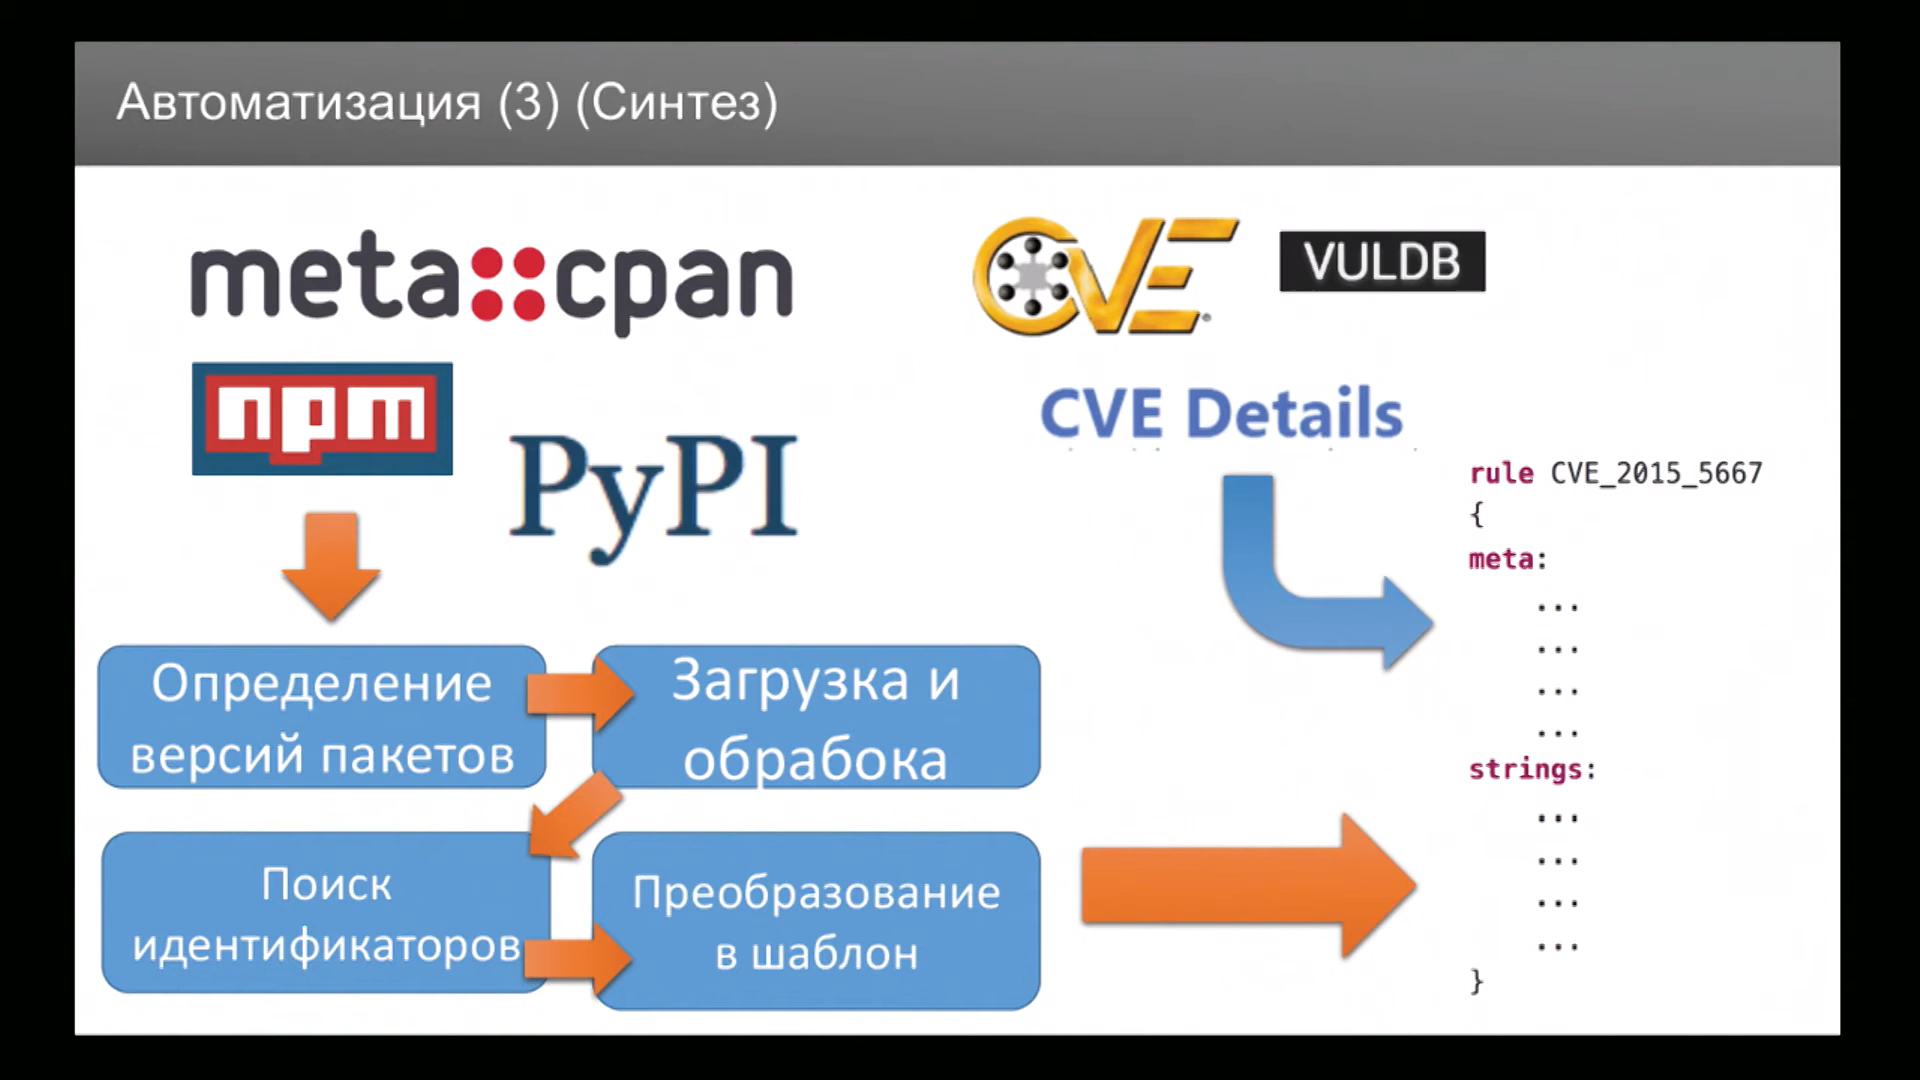 Автоматизация (3) (Синтез)
meta::cpan
npm
PyPI
CVE
VULDB
CVE Details
Определение
версий пакетов
Загрузка и
обрабока
Поиск
идентификаторов
Преобразование
в шаблон
rule CVE_2015_5667
{
meta:
...
...
...
...
strings:
...
...
...
...
}